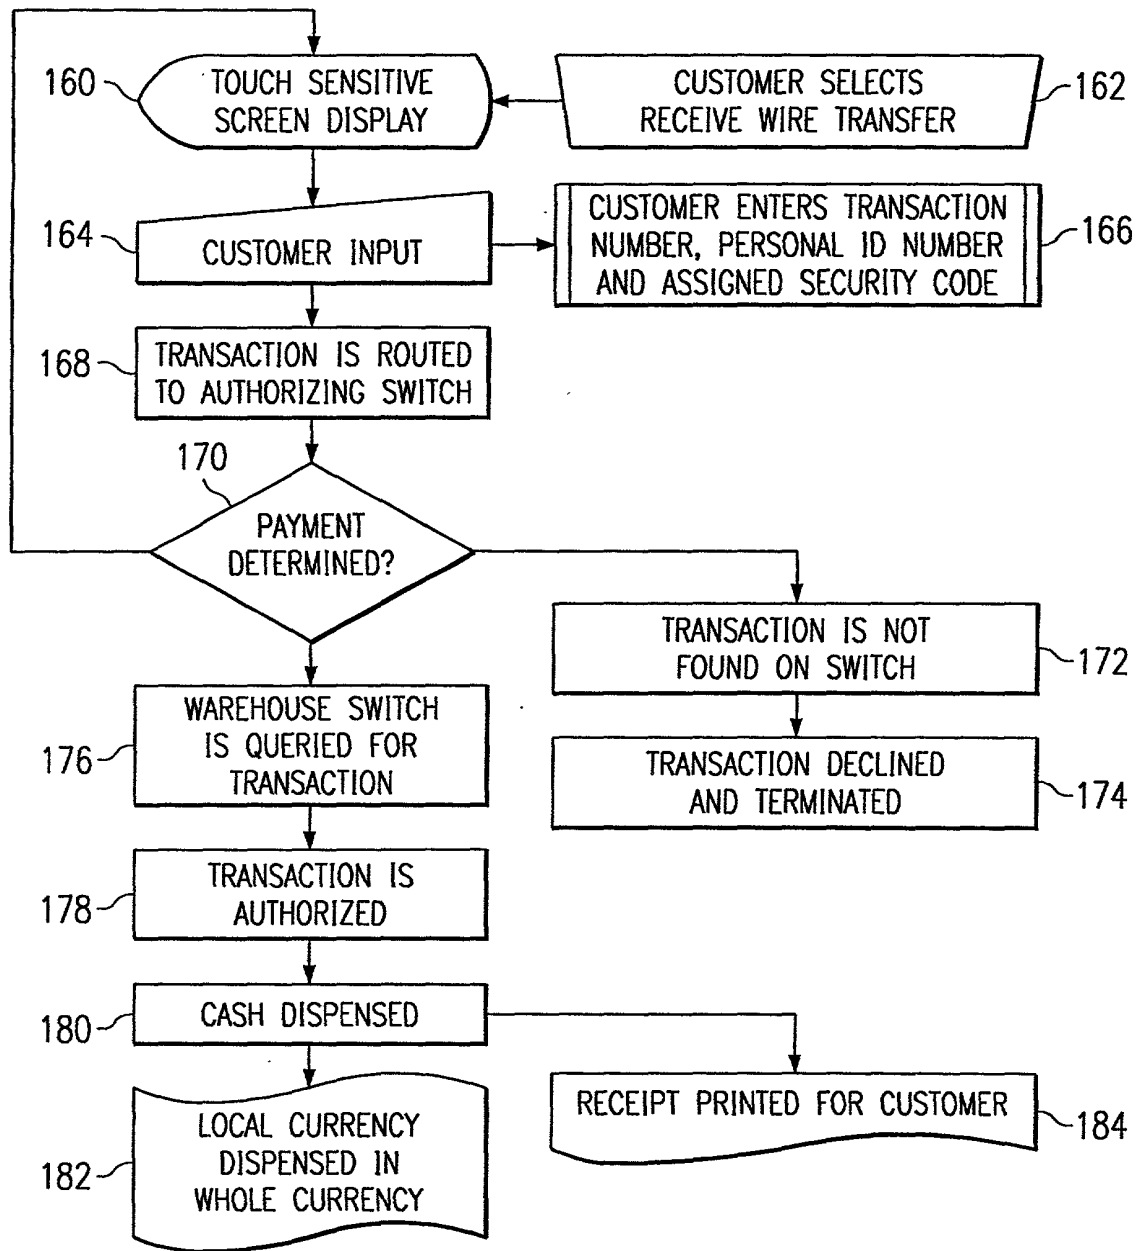 160
TOUCH SENSITIVE
SCREEN DISPLAY
CUSTOMER SELECTS
RECEIVE WIRE TRANSFER
162
164
CUSTOMER INPUT
CUSTOMER ENTERS TRANSACTION
NUMBER, PERSONAL ID NUMBER
AND ASSIGNED SECURITY CODE
166
168
TRANSACTION IS ROUTED
TO AUTHORIZING SWITCH
170
PAYMENT
DETERMINED?
TRANSACTION IS NOT
FOUND ON SWITCH
172
176
WAREHOUSE SWITCH
IS QUERIED FOR
TRANSACTION
TRANSACTION DECLINED
AND TERMINATED
174
178
TRANSACTION IS
AUTHORIZED
180
CASH DISPENSED
182
LOCAL CURRENCY
DISPENSED IN
WHOLE CURRENCY
RECEIPT PRINTED FOR CUSTOMER
184